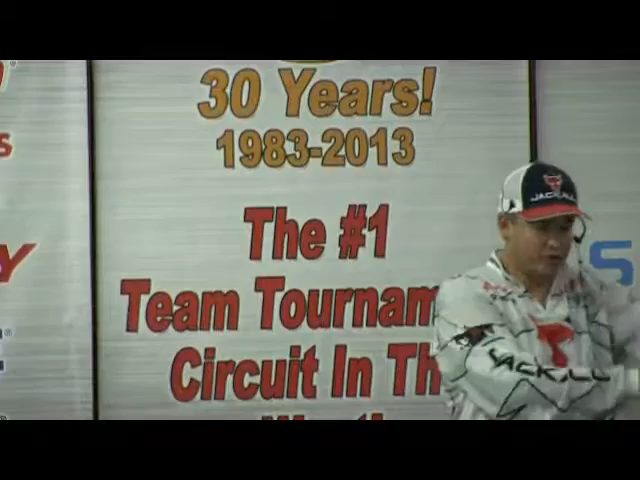 30 Years!
1983-2013
The #1
Team Tournam
Circuit In Th
JACKALL
JACKALL